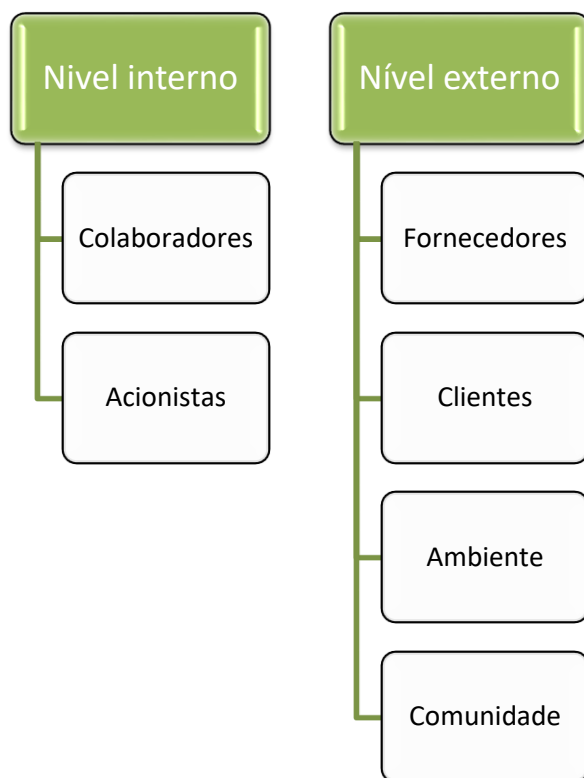 Nivel interno
Colaboradores
Acionistas
Nível externo
Fornecedores
Clientes
Ambiente
Comunidade